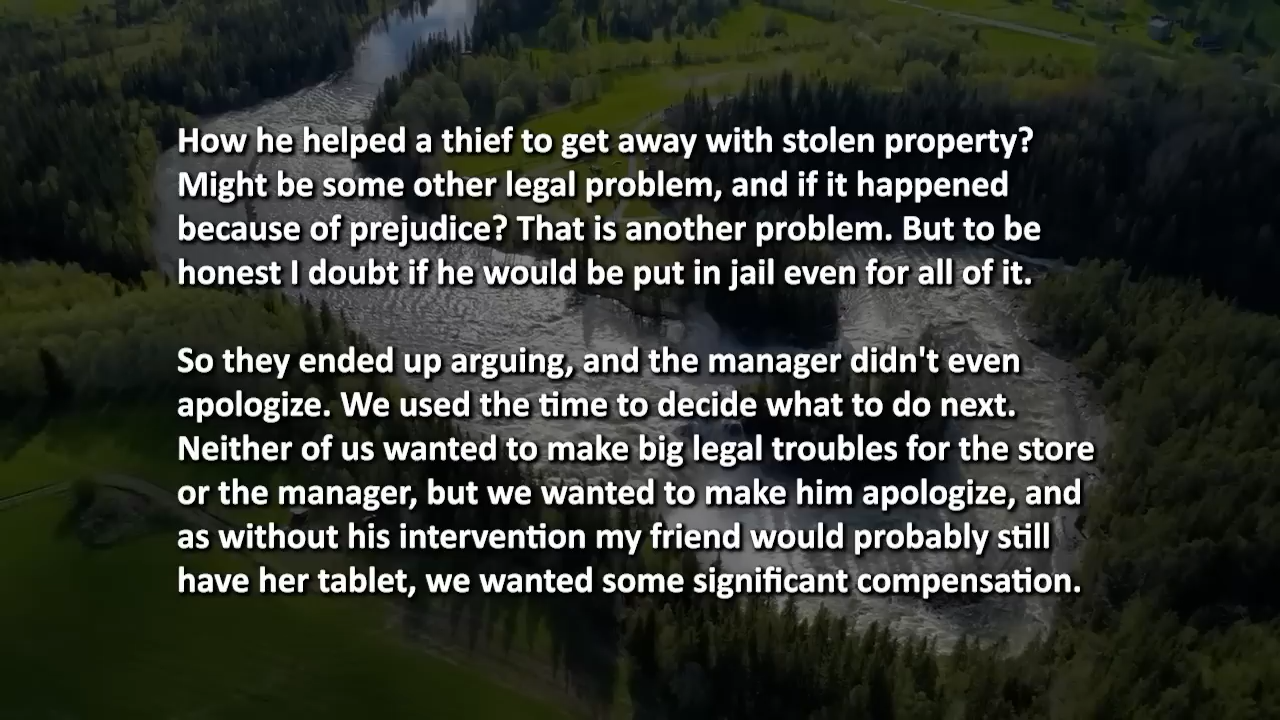 How he helped a thief to get away with stolen property?
Might be some other legal problem, and if it happened
because of prejudice? That is another problem. But to be
honest I doubt if he would be put in jail even for all of it.
So they ended up arguing, and the manager didn't even
apologize. We used the time to decide what to do next.
Neither of us wanted to make big legal troubles for the store
or the manager, but we wanted to make him apologize, and
as without his intervention my friend would probably still
have her tablet, we wanted some significant compensation.